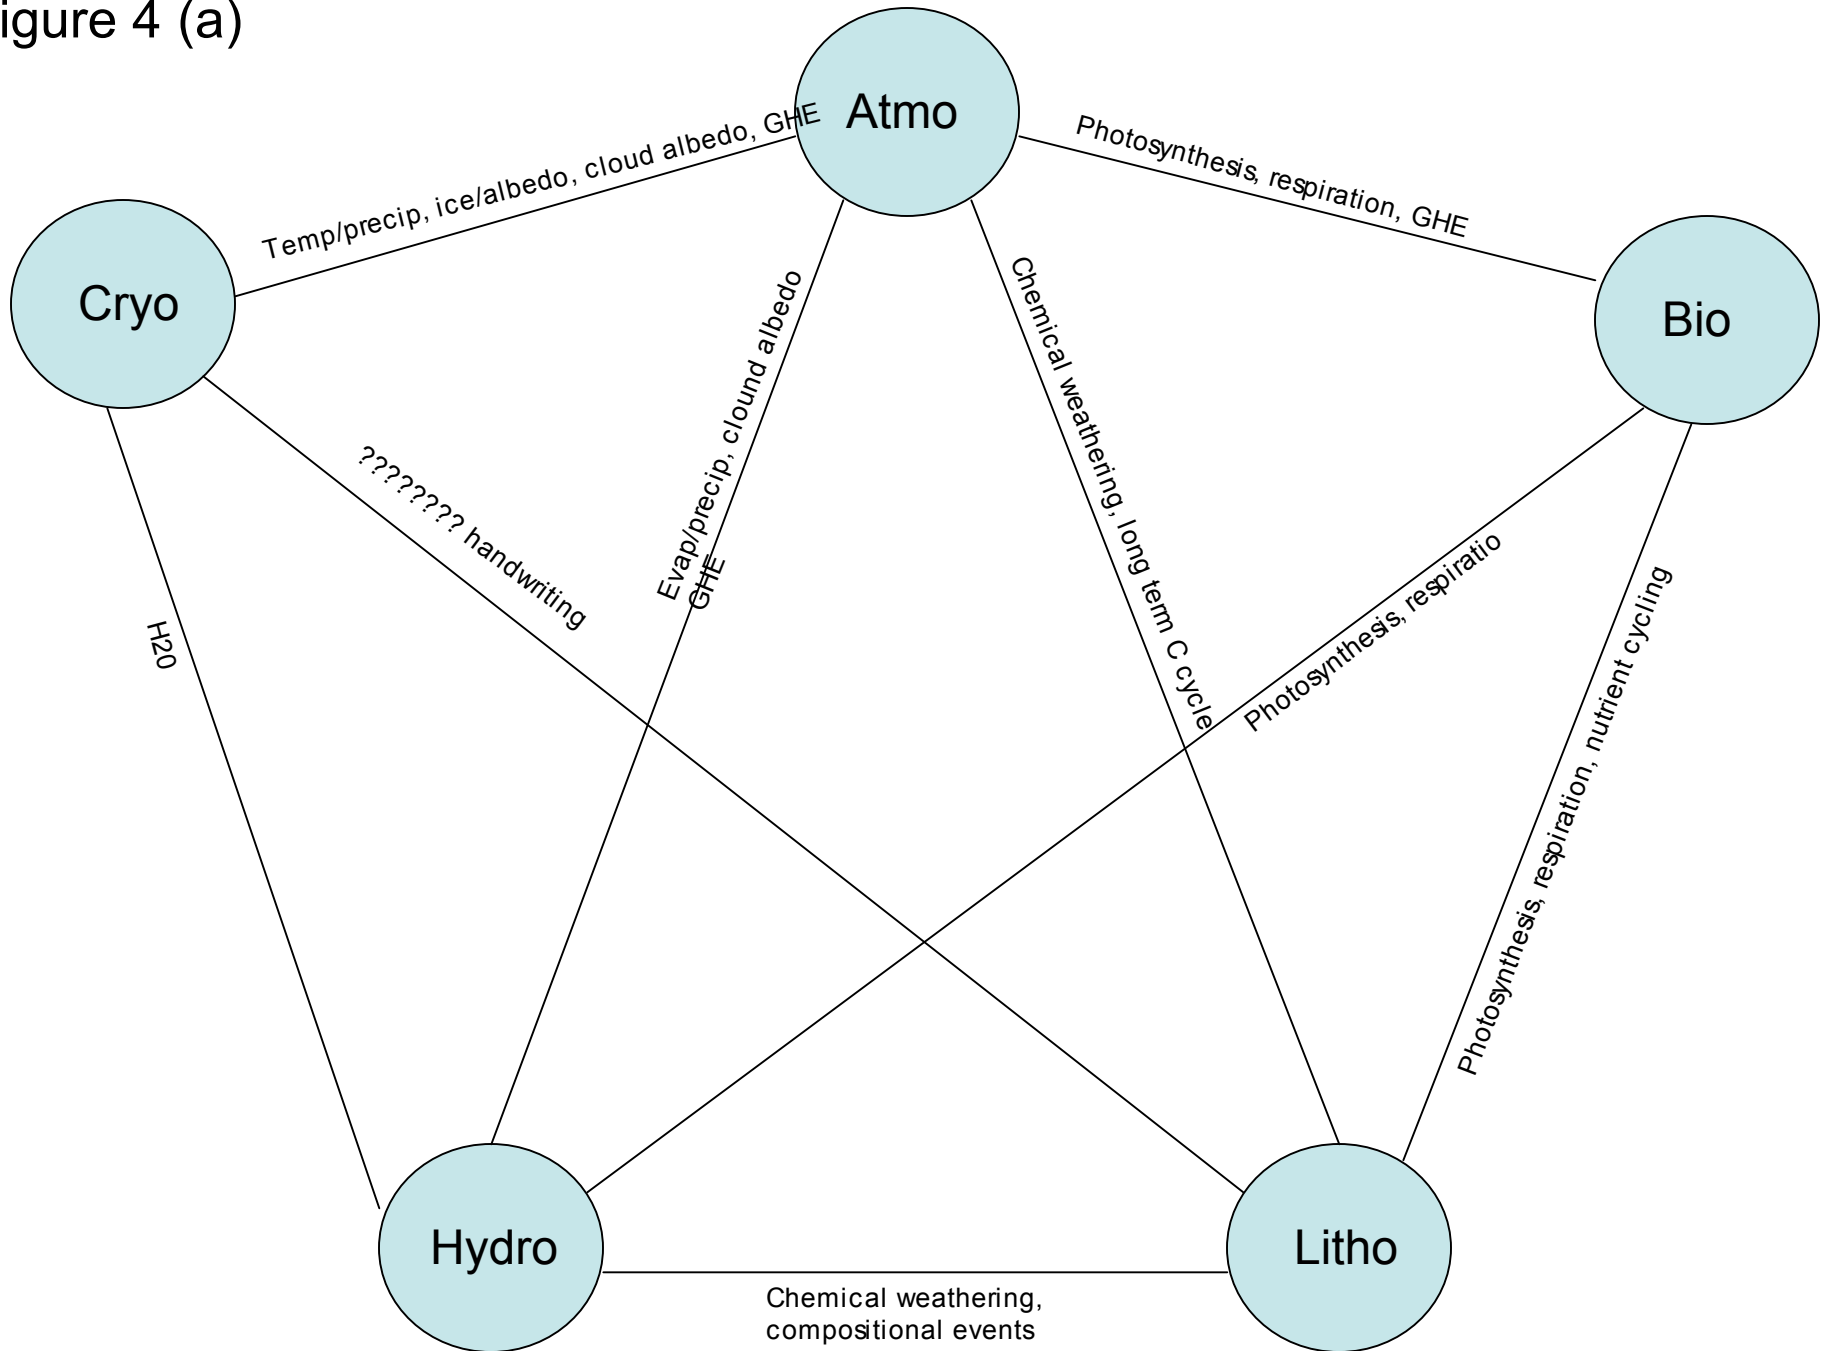 igure 4 (a)
Atmo
Temp/precip, ice/albedo, cloud albedo, GHE
Photosynthesis, respiration, GHE
Cryo
Bio
Evap/precip, clound albedo
GHE
Chemical weathering, long term C cycle
???????? handwriting
H20
Photosynthesis, respiratio
Photosynthesis, respiration, nutrient cycling
Hydro
Litho
Chemical weathering,
compositional events